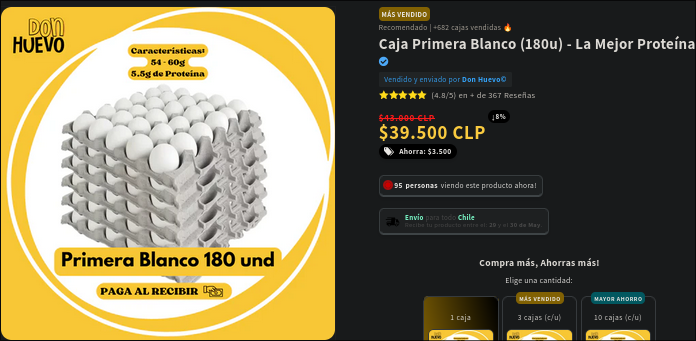 DON
HUEVO
Características:
54 - 60g
5.5g de Proteína
Primera Blanco 180 und
PAGA AL RECIBIR
MÁS VENDIDO
Recomendado | +682 cajas vendidas 🔥
Caja Primera Blanco (180u) - La Mejor Proteína
Vendido y enviado por Don Huevo©
(4.8/5) en + de 367 Reseñas
$43.000 CLP
↓8%
$39.500 CLP
Ahorra: $3.500
95 personas viendo este producto ahora!
Envío para todo Chile
Recibe tu producto entre el: 29 y el 30 de May.
Compra más, Ahorras más!
Elige una cantidad:
MÁS VENDIDO
MAYOR AHORRO
1 caja
3 cajas (c/u)
10 cajas (c/u)